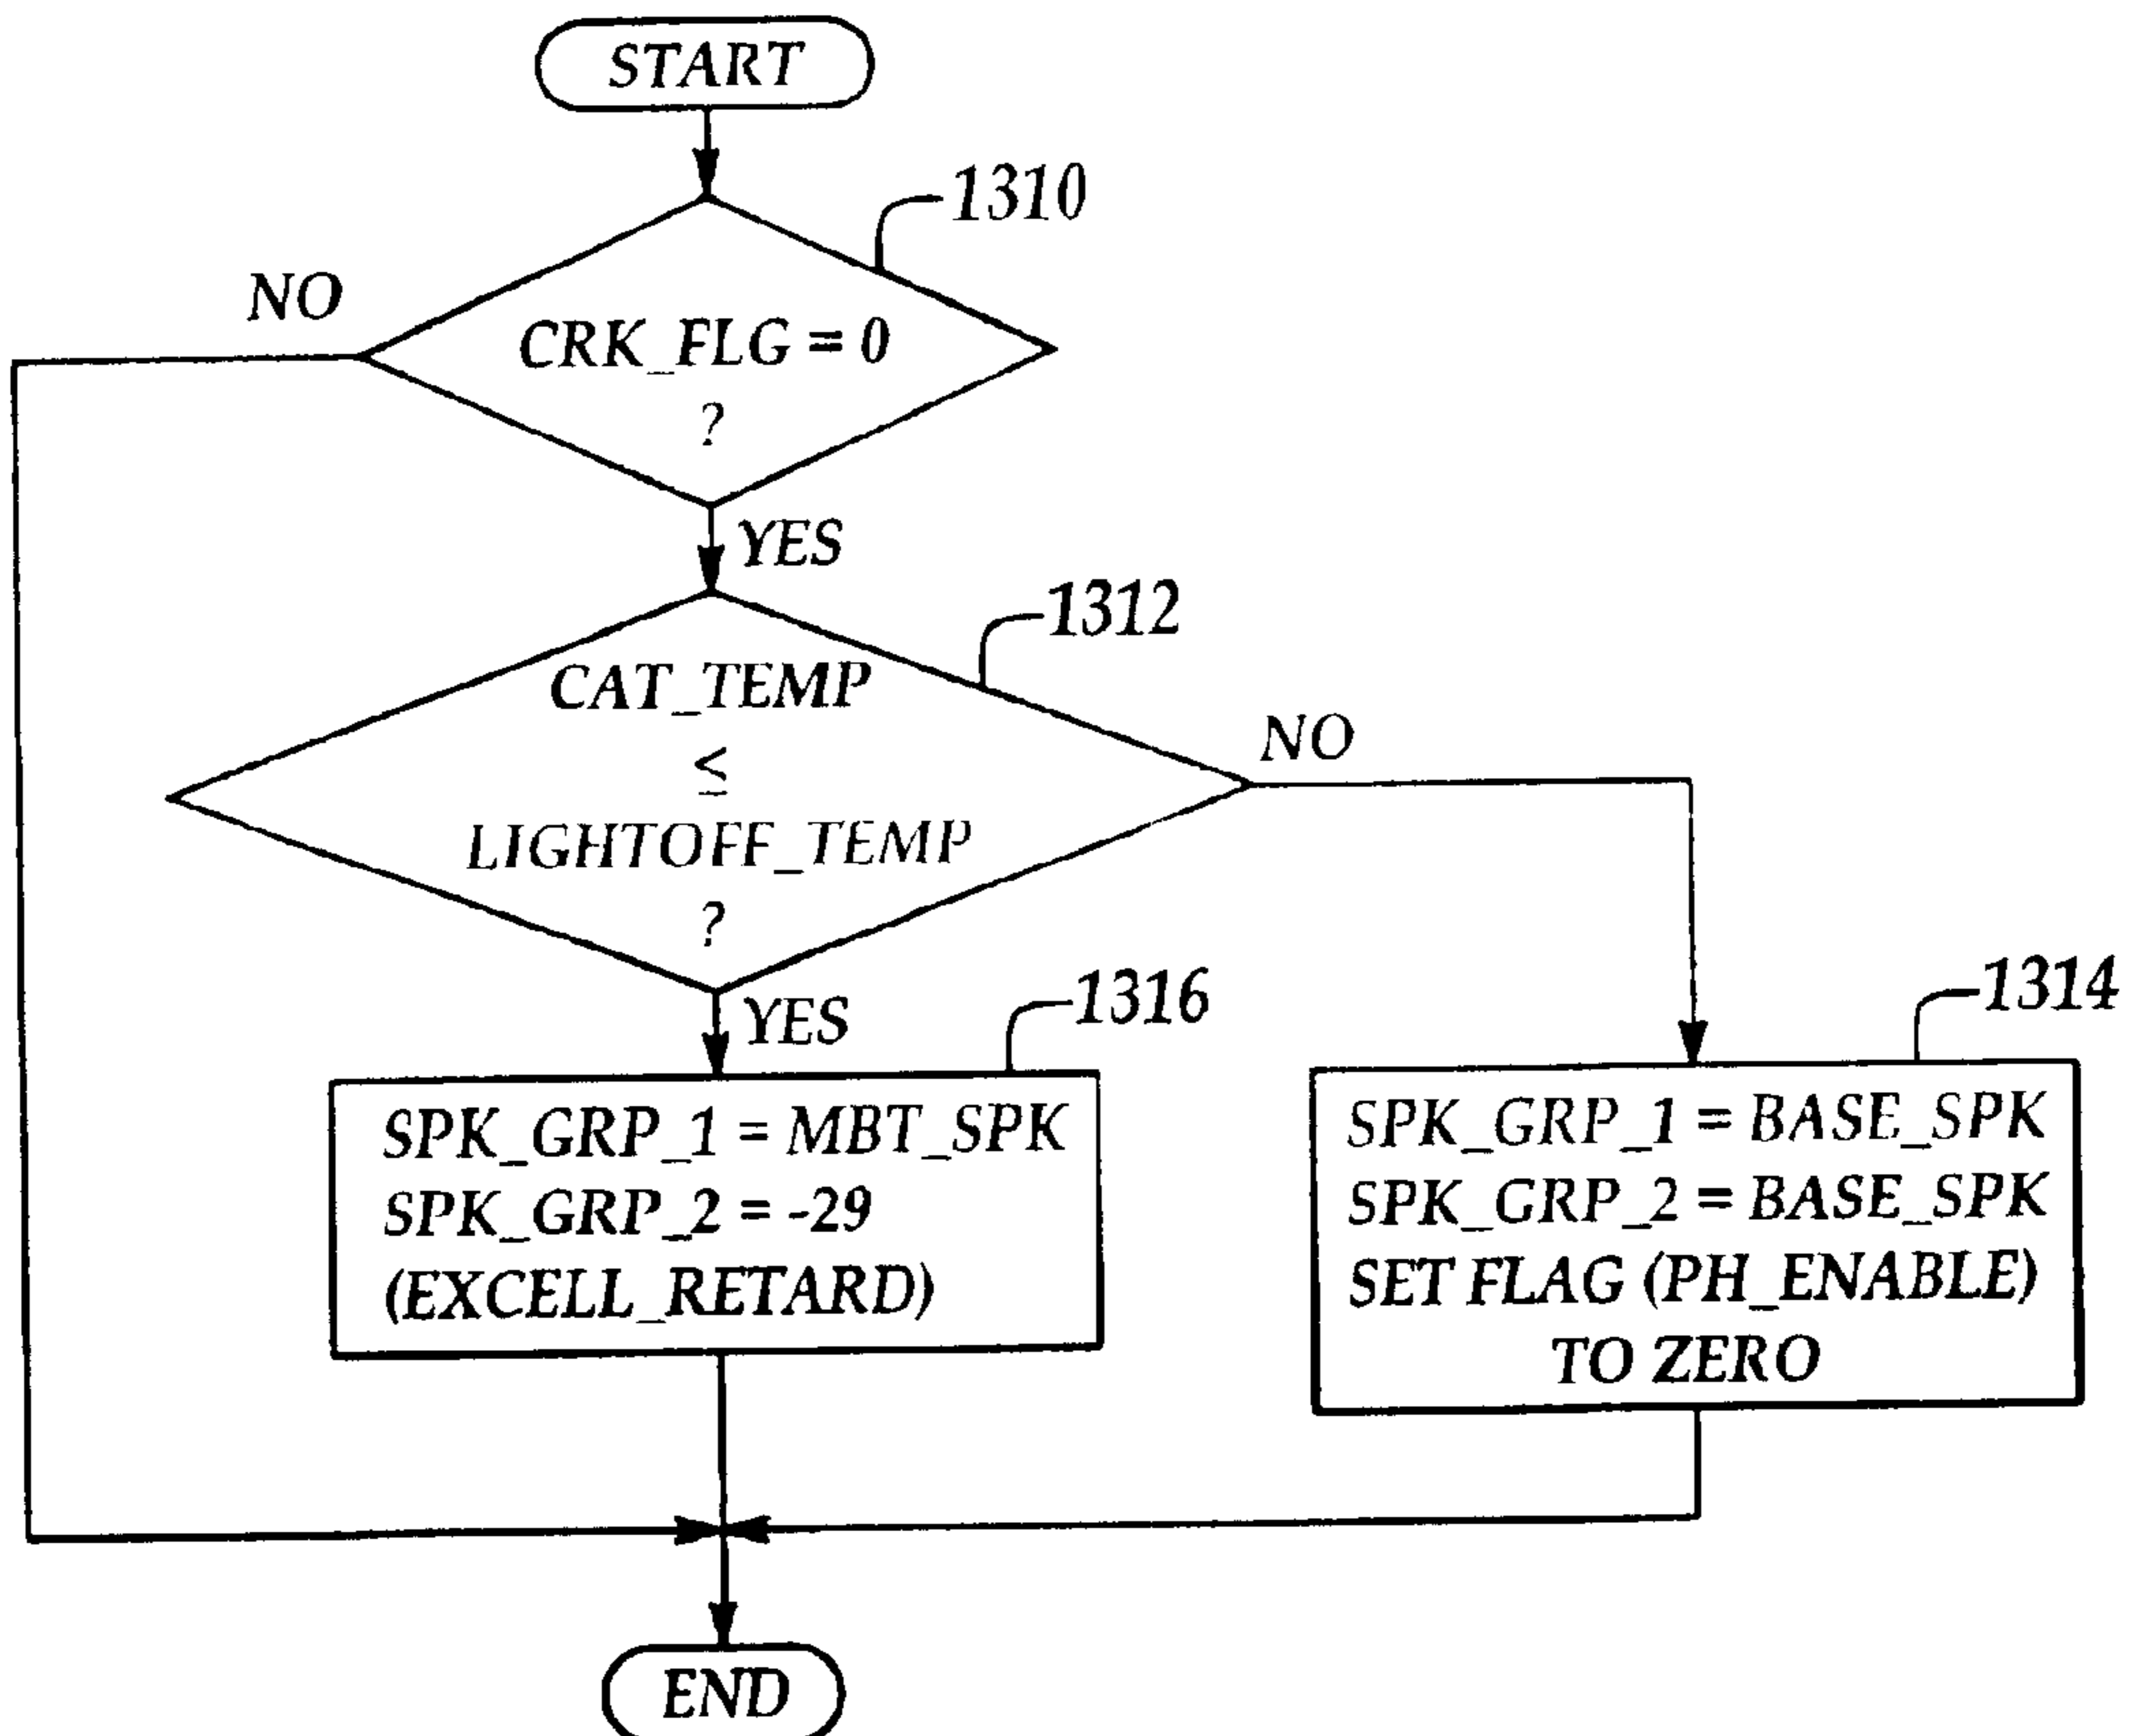 START
1310
NO
CRK_FLG = 0
?
YES
1312
CAT_TEMP
≤
LIGHTOFF_TEMP
?
NO
YES
1316
1314
SPK_GRP_1 = MBT_SPK
SPK_GRP_2 = -29
(EXCELL_RETARD)
SPK_GRP_1 = BASE_SPK
SPK_GRP_2 = BASE_SPK
SET FLAG (PH_ENABLE)
TO ZERO
END